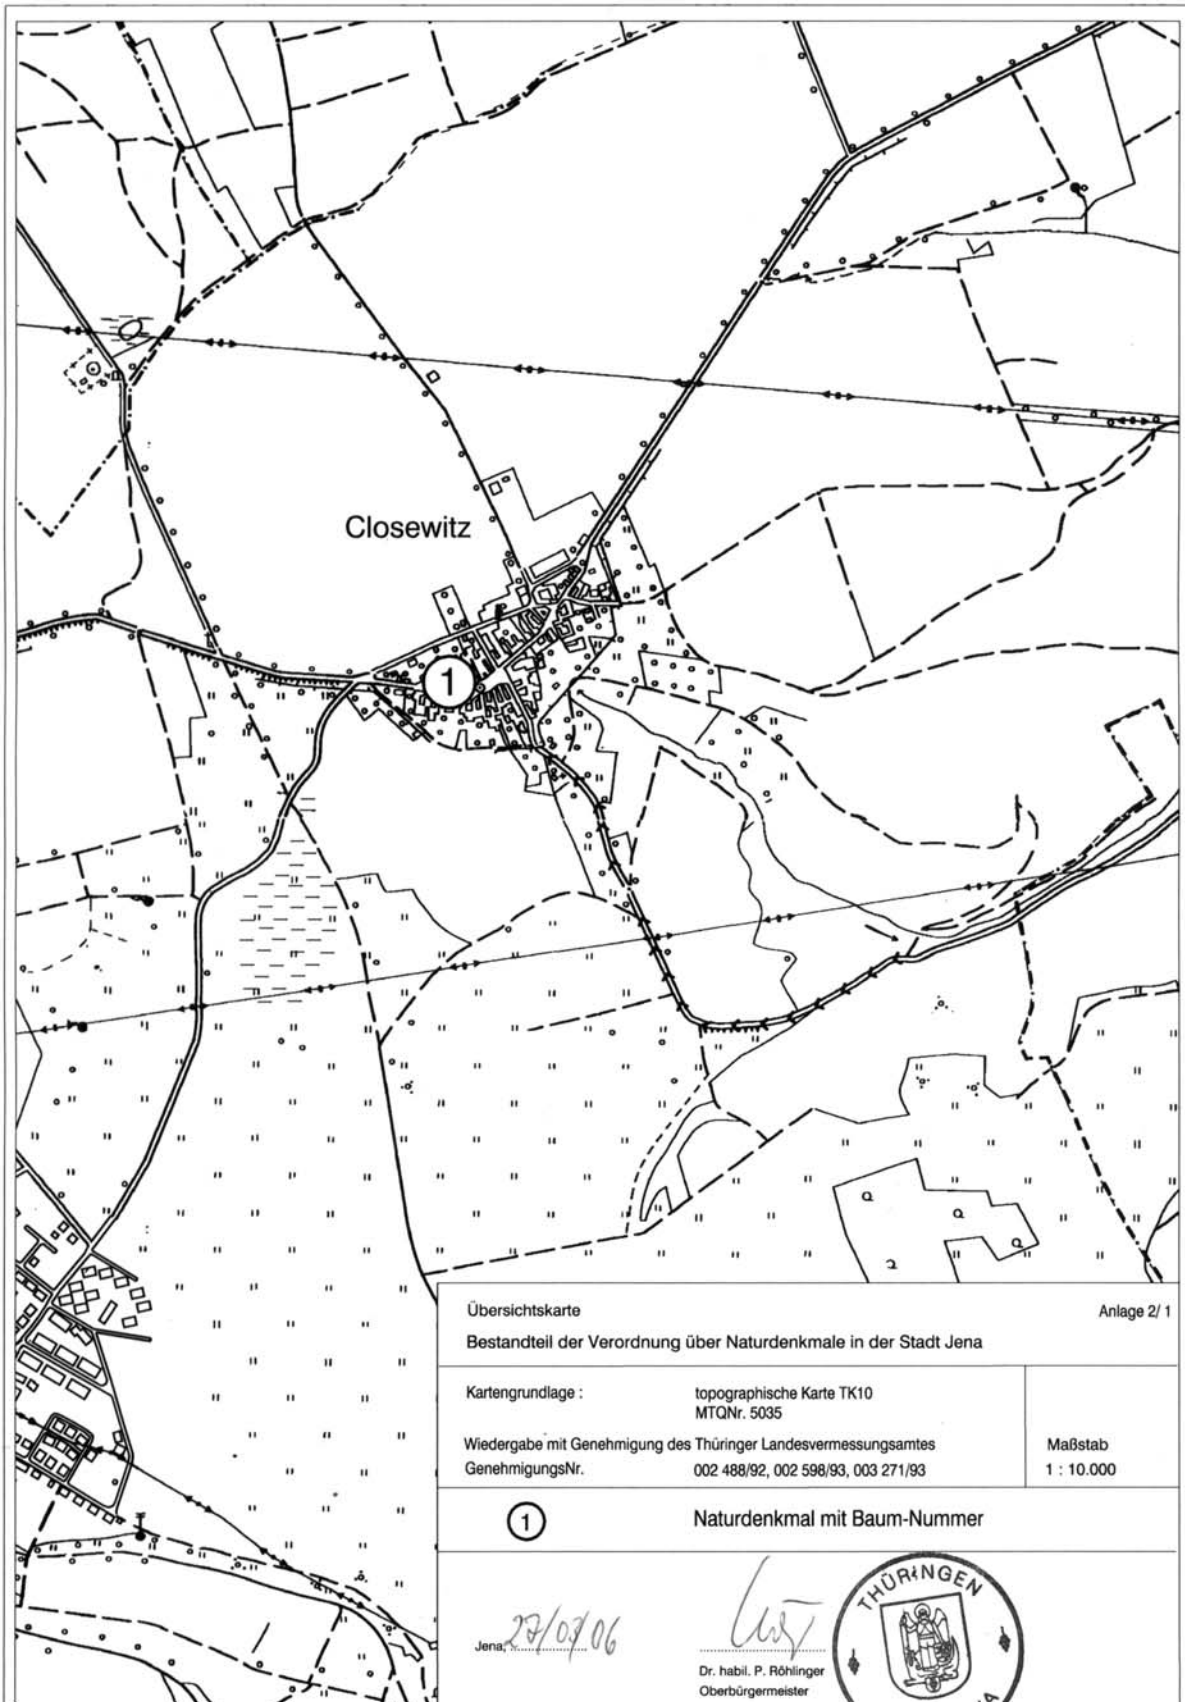 Closewitz
1
Übersichtskarte Anlage 2/ 1
Bestandteil der Verordnung über Naturdenkmale in der Stadt Jena
Kartengrundlage : topographische Karte TK10
MTQNr. 5035
Wiedergabe mit Genehmigung des Thüringer Landesvermessungsamtes Maßstab
GenehmigungsNr. 002 488/92, 002 598/93, 003 271/93 1 : 10.000
1 Naturdenkmal mit Baum-Nummer
THÜRINGEN
Jena,
Dr. habil. P. Röhlinger
Oberbürgermeister